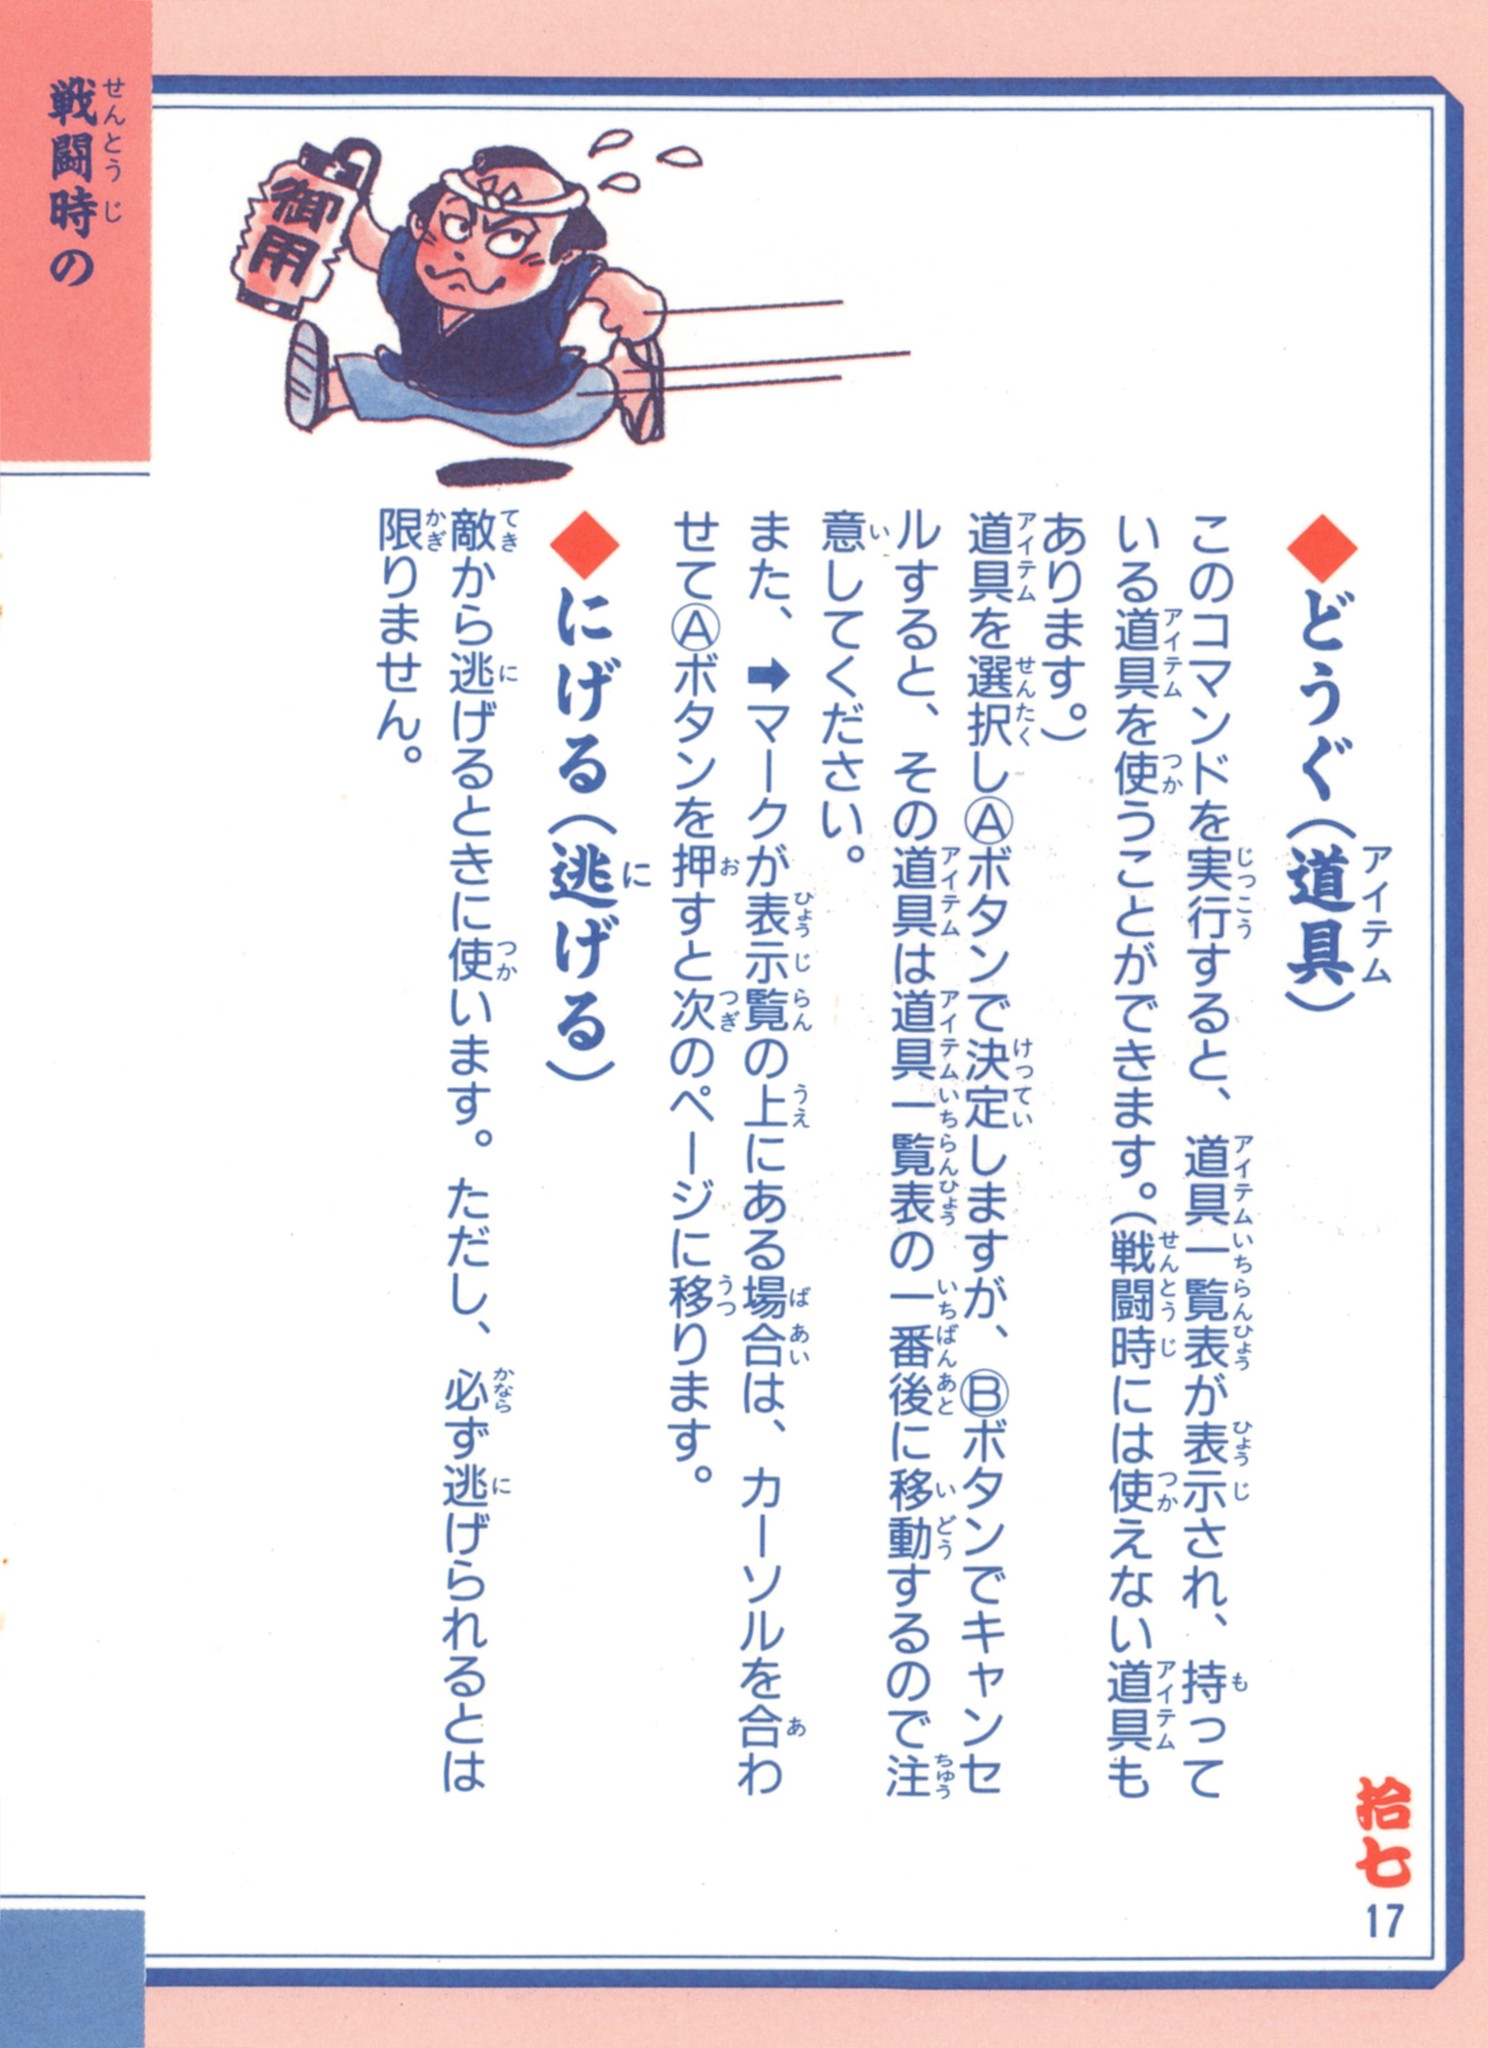 ◆どうぐ(道具)
アイテム
このコマンドを実行すると、道具一覧表が表示され、持って
いる道具を使うことができます。(戦闘時には使えない道具も
あります。)
道具を選択しⒶボタンで決定しますが、Ⓑボタンでキャンセ
ルすると、その道具は道具一覧表の一番後に移動するので注
意してください。
また、➡マークが表示覧の上にある場合は、カーソルを合わ
せてⒶボタンを押すと次のページに移ります。
◆にげる(逃げる)
敵から逃げるときに使います。ただし、必ず逃げられるとは
限りません。
御用
戦闘時の
せんとうじ
拾七
17